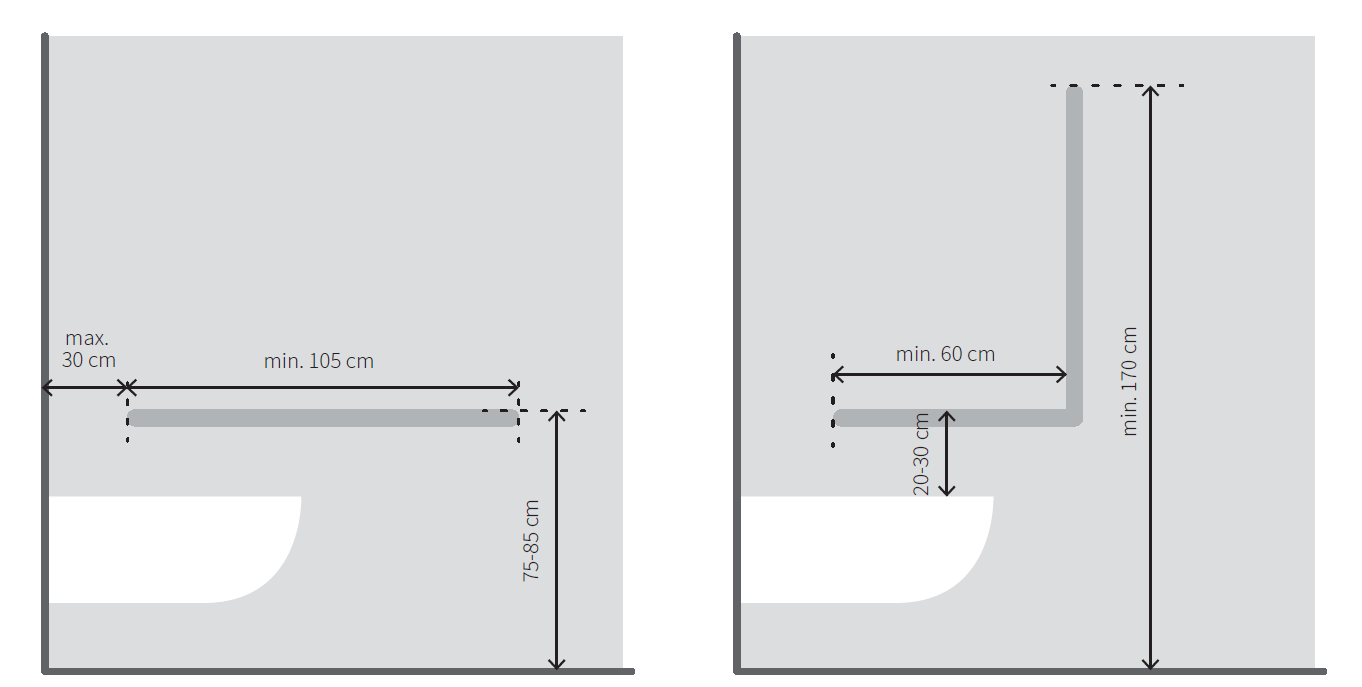 max.
30 cm
min. 105 cm
75-85 cm
min. 60 cm
20-30 cm
min. 170 cm